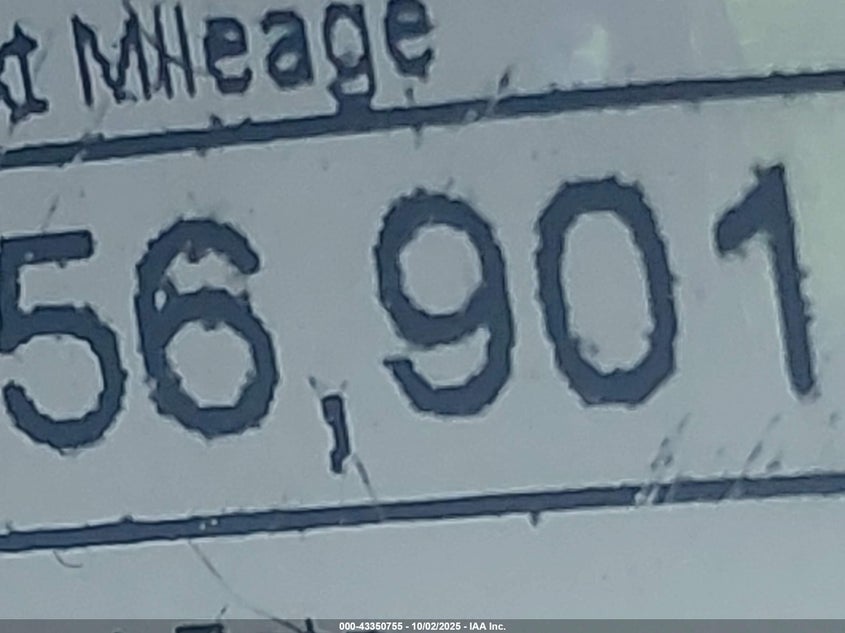 Mileage
56,901
000-43350755 - 10/02/2025 - IAA Inc.